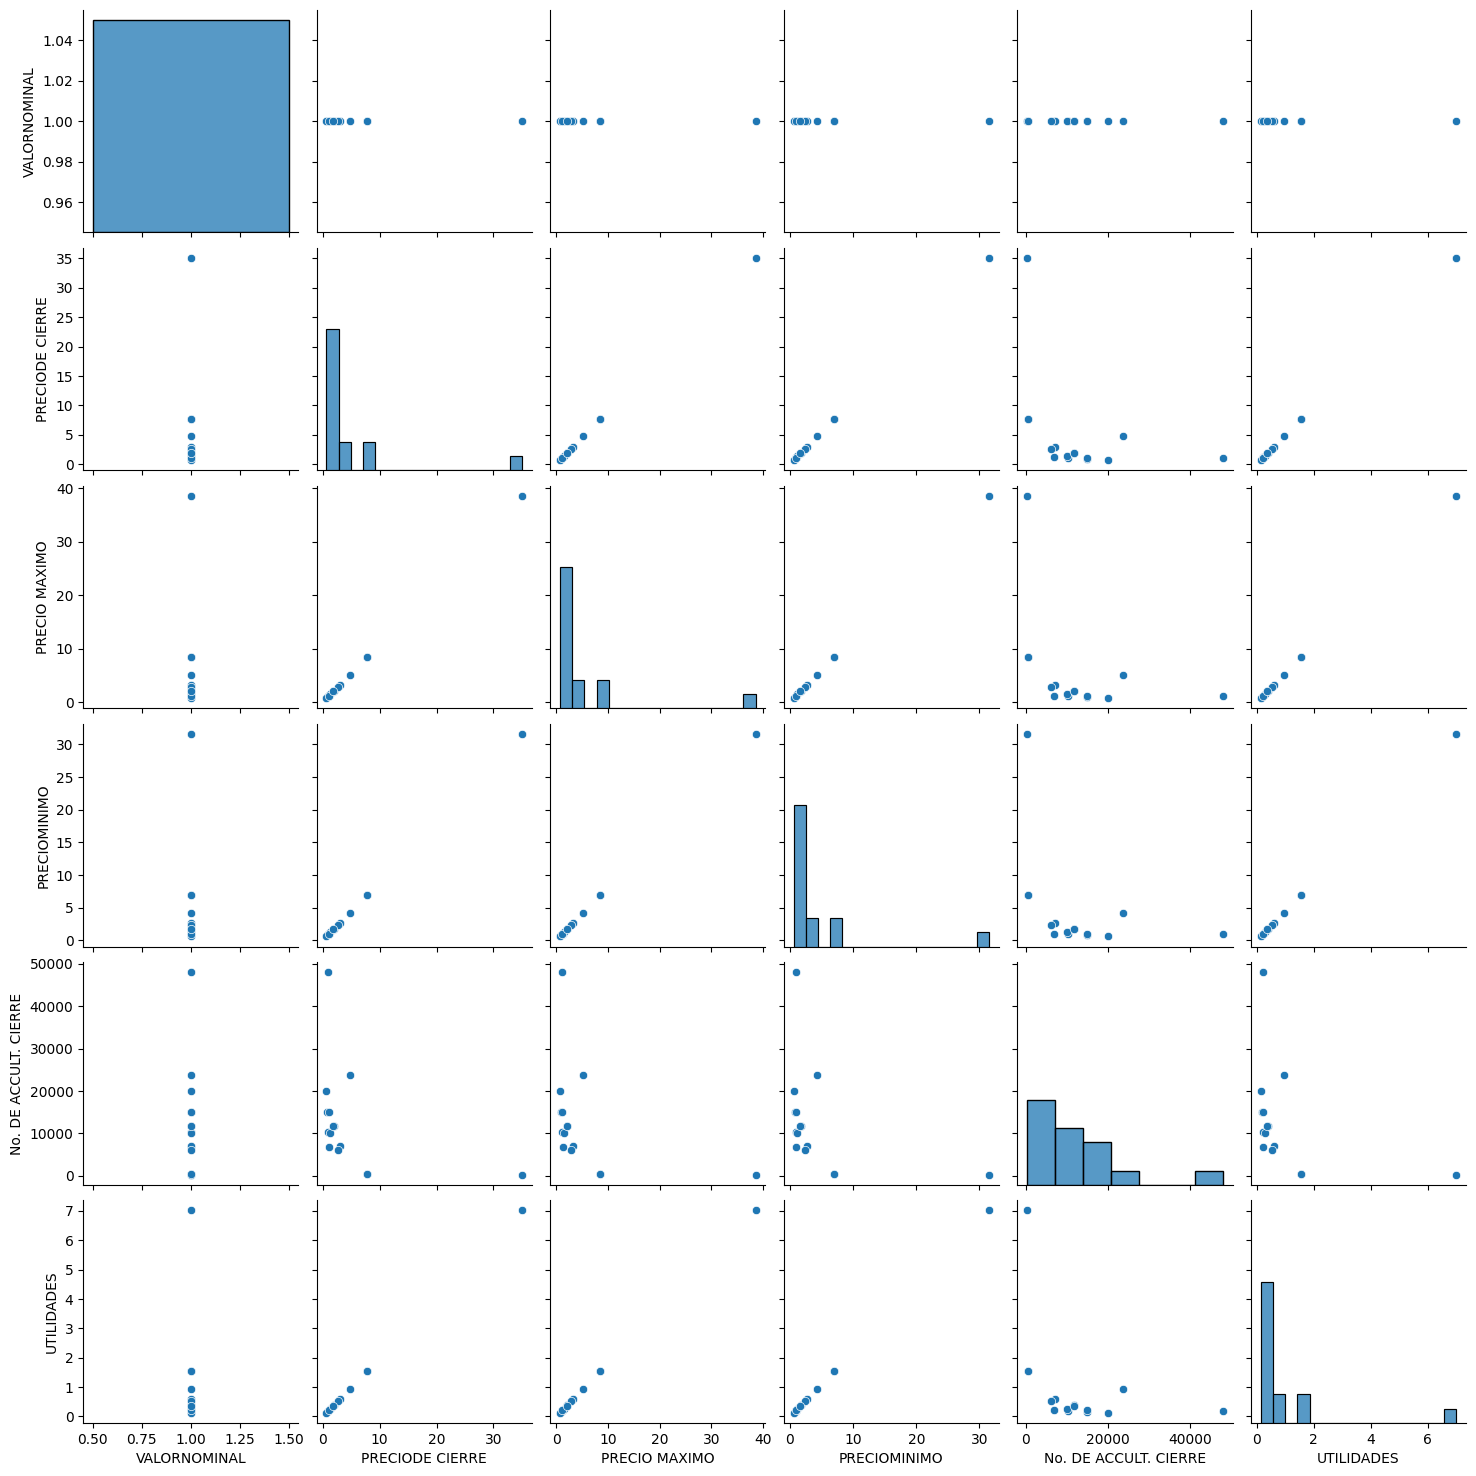 1.04
1.02
1.00
0.98
0.96
VALORNOMINAL
35
30
25
20
15
10
5
0
PRECIODE CIERRE
40
30
20
10
0
PRECIO MAXIMO
30
25
20
15
10
5
0
PRECIOMINIMO
50000
40000
30000
20000
10000
0
No. DE ACCULT. CIERRE
7
6
5
4
3
2
1
0
UTILIDADES
0.50 0.75 1.00 1.25 1.50
0 10 20 30
0 10 20 30 40
0 10 20 30
0 20000 40000
0 2 4 6
VALORNOMINAL
PRECIODE CIERRE
PRECIO MAXIMO
PRECIOMINIMO
No. DE ACCULT. CIERRE
UTILIDADES